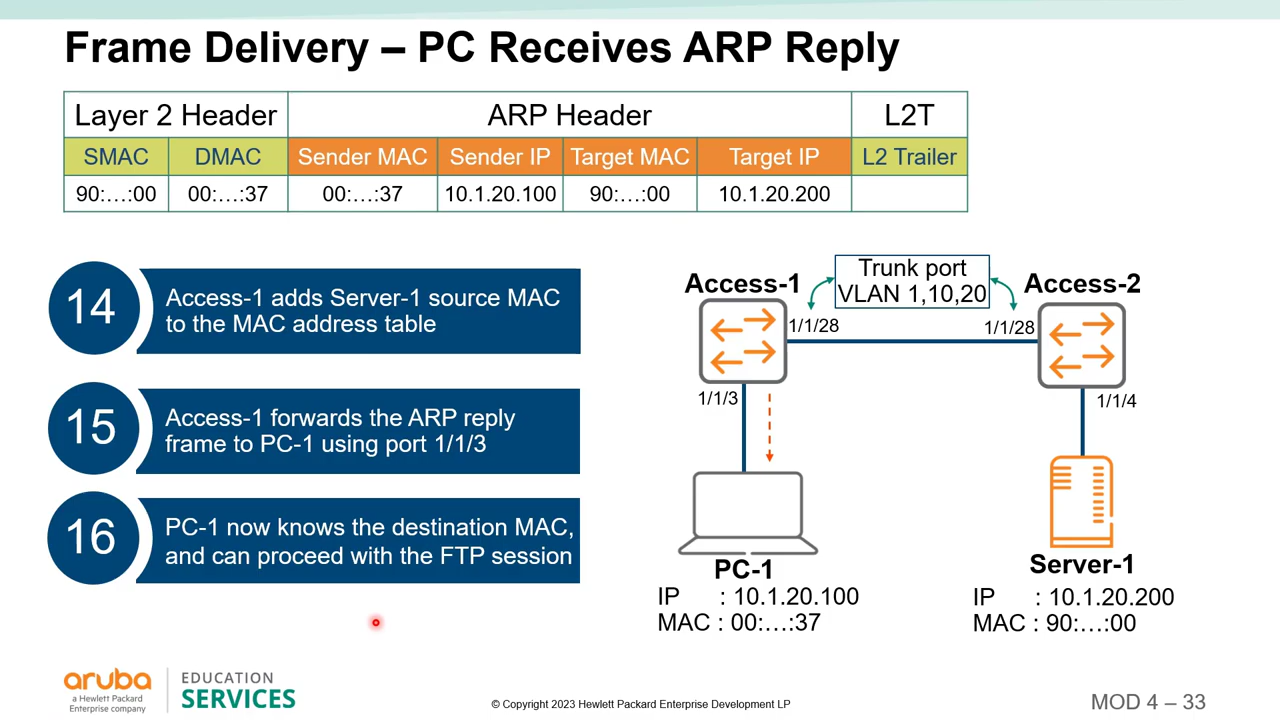 Frame Delivery – PC Receives ARP Reply
Layer 2 Header ARP Header L2T
SMAC DMAC Sender MAC Sender IP Target MAC Target IP L2 Trailer
90:…:00 00:…:37 00:…:37 10.1.20.100 90:…:00 10.1.20.200
14
Access-1 adds Server-1 source MAC
to the MAC address table
15
Access-1 forwards the ARP reply
frame to PC-1 using port 1/1/3
16
PC-1 now knows the destination MAC,
and can proceed with the FTP session
Access-1
Trunk port
VLAN 1,10,20
Access-2
1/1/28
1/1/28
1/1/3
1/1/4
PC-1
IP : 10.1.20.100
MAC : 00:…:37
Server-1
IP : 10.1.20.200
MAC : 90:…:00
aruba
a Hewlett Packard
Enterprise company
EDUCATION
SERVICES
© Copyright 2023 Hewlett Packard Enterprise Development LP
MOD 4 – 33